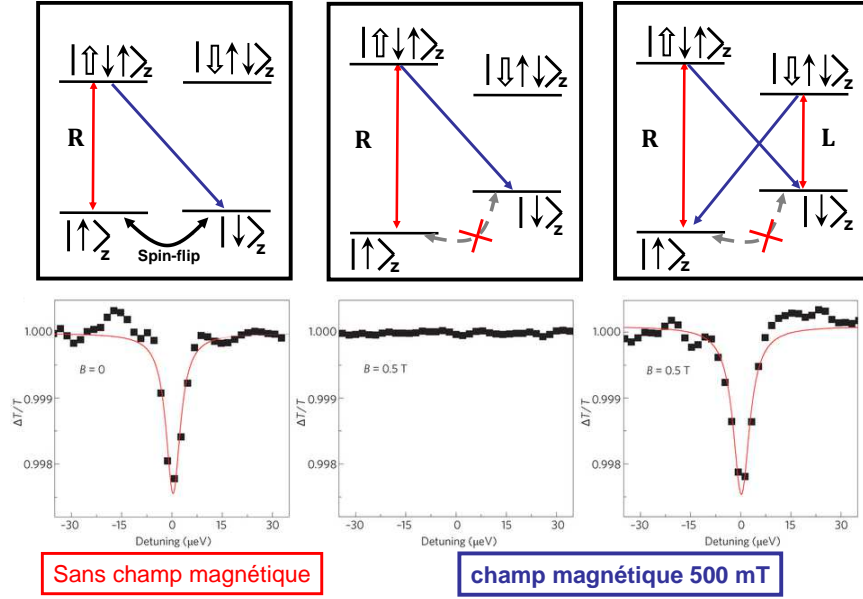 |⇑↓↑⟩z |⇓↑↓⟩z
R
|↑⟩z |↓⟩z
Spin-flip
|⇑↓↑⟩z |⇓↑↓⟩z
R
|↑⟩z |↓⟩z
|⇑↓↑⟩z |⇓↑↓⟩z
R L
|↑⟩z |↓⟩z
1.000
0.999
0.998
ΔT/T
B = 0
-30 -15 0 15 30
Detuning (μeV)
1.000
0.999
0.998
ΔT/T
B = 0.5 T
-30 -15 0 15 30
Detuning (μeV)
1.000
0.999
0.998
ΔT/T
B = 0.5 T
-30 -15 0 15 30
Detuning (μeV)
Sans champ magnétique
champ magnétique 500 mT